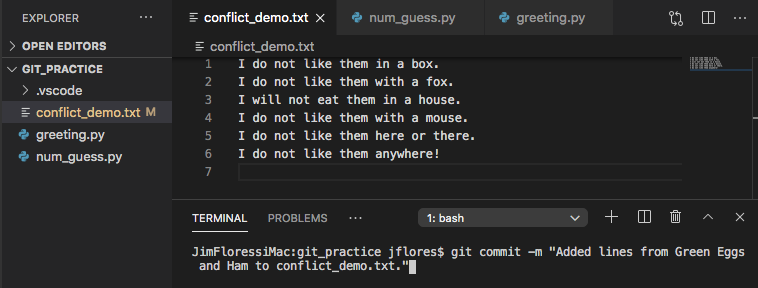 EXPLORER ···
OPEN EDITORS
GIT_PRACTICE
.vscode
conflict_demo.txt M
greeting.py
num_guess.py
conflict_demo.txt × num_guess.py greeting.py ···
conflict_demo.txt
1 I do not like them in a box.
2 I do not like them with a fox.
3 I will not eat them in a house.
4 I do not like them with a mouse.
5 I do not like them here or there.
6 I do not like them anywhere!
7
TERMINAL PROBLEMS ··· 1: bash
JimFloressiMac:git_practice jflores$ git commit -m "Added lines from Green Eggs
and Ham to conflict_demo.txt."